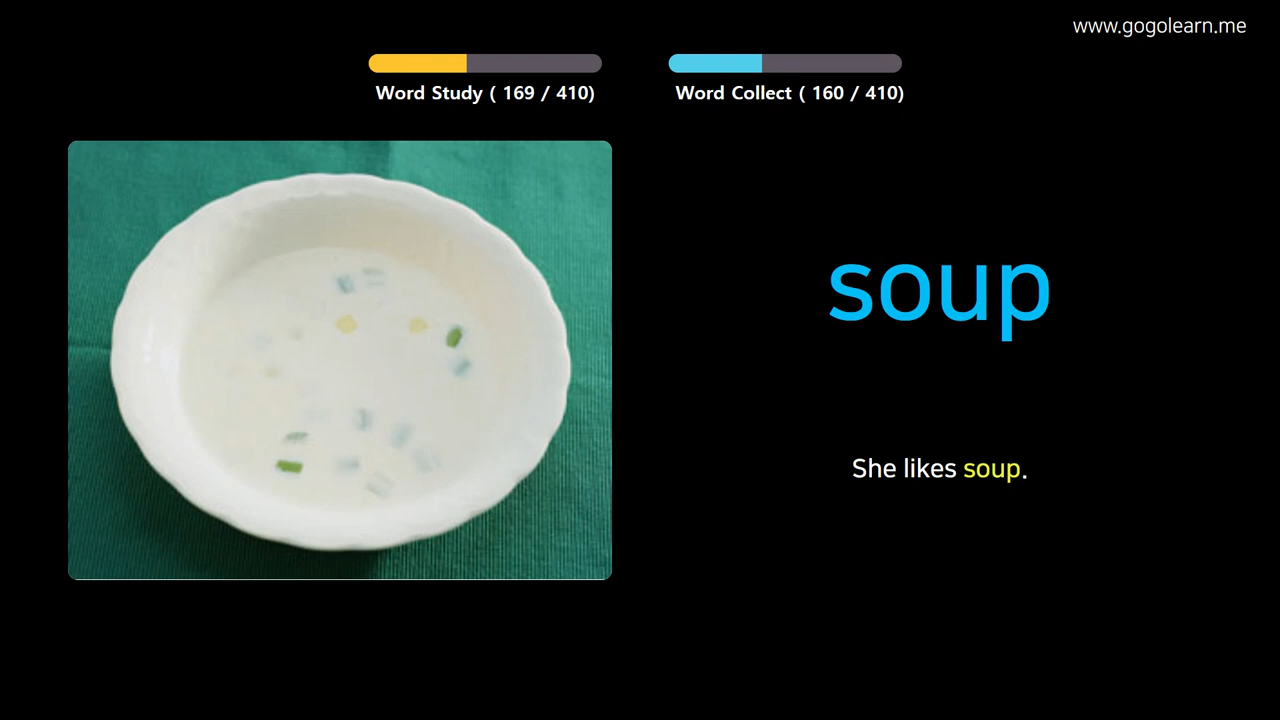 www.gogolearn.me
Word Study ( 169 / 410)
Word Collect ( 160 / 410)
soup
She likes soup.